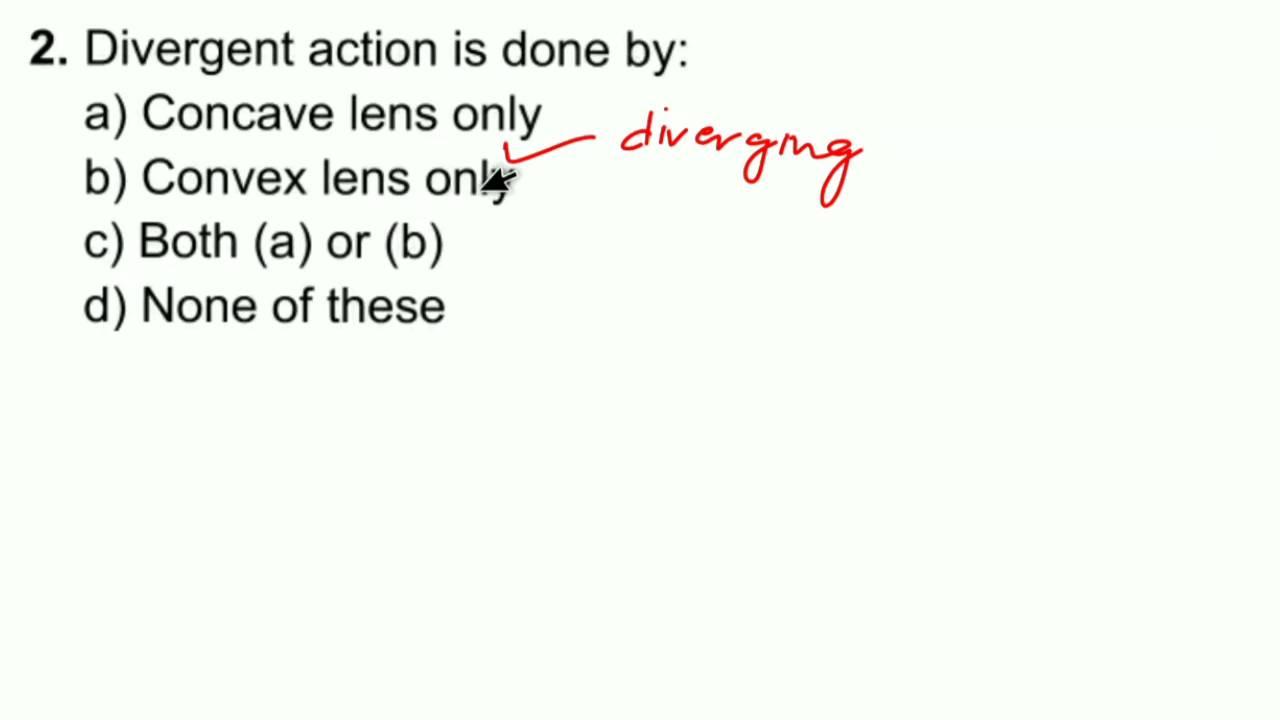 2. Divergent action is done by:
a) Concave lens only
diverging
b) Convex lens only
c) Both (a) or (b)
d) None of these